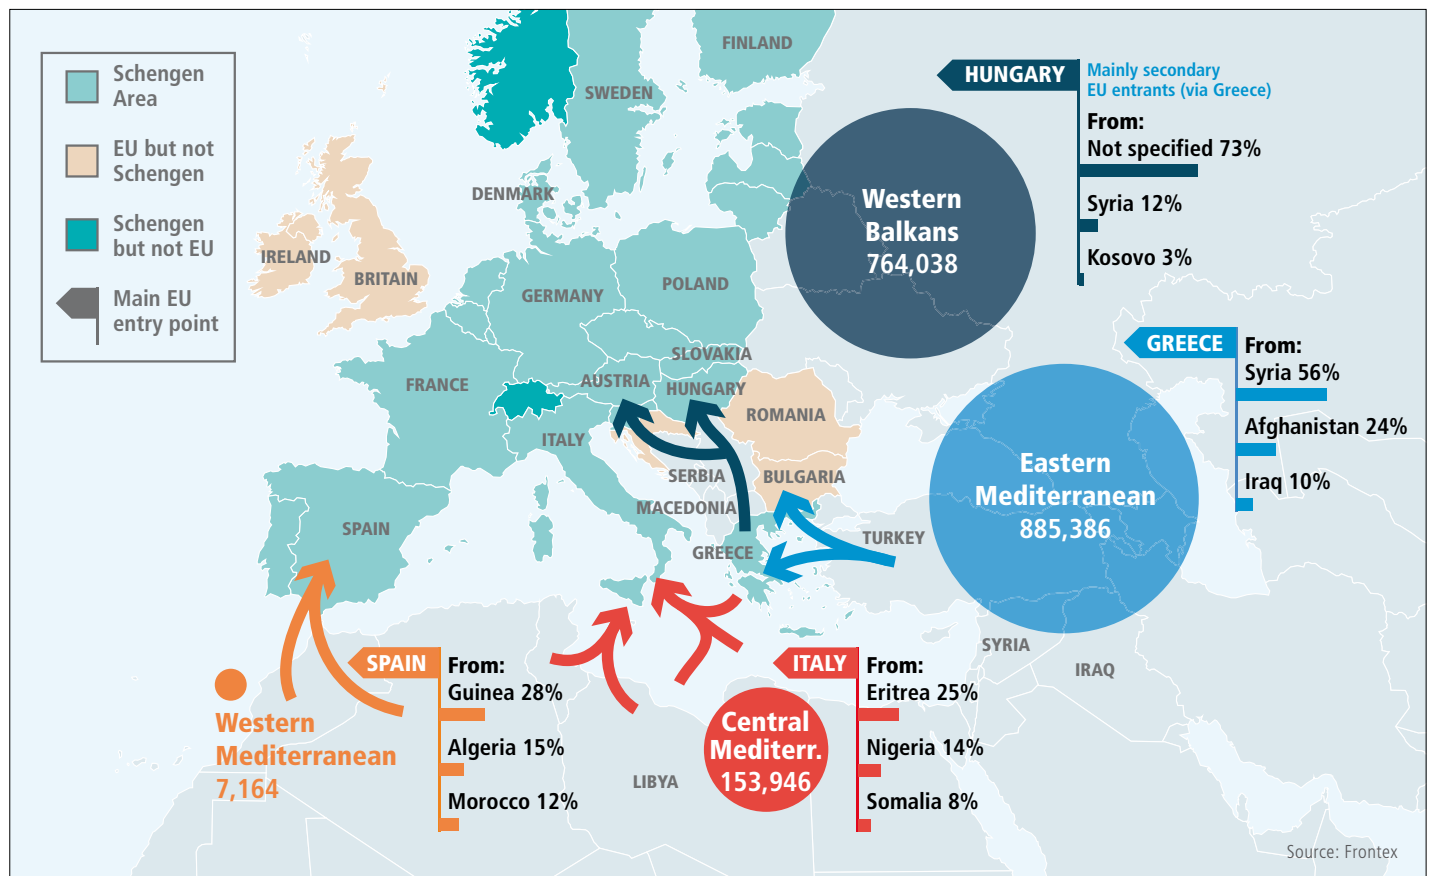 Schengen
Area
EU but not
Schengen
Schengen
but not EU
Main EU
entry point
FINLAND
SWEDEN
DENMARK
IRELAND
BRITAIN
GERMANY
POLAND
SLOVAKIA
FRANCE
AUSTRIA
HUNGARY
ROMANIA
ITALY
SERBIA
BULGARIA
MACEDONIA
SPAIN
GREECE
TURKEY
SYRIA
IRAQ
LIBYA
HUNGARY
Mainly secondary
EU entrants (via Greece)
From:
Not specified 73%
Syria 12%
Kosovo 3%
Western
Balkans
764,038
GREECE
From:
Syria 56%
Afghanistan 24%
Iraq 10%
Eastern
Mediterranean
885,386
SPAIN
From:
Guinea 28%
Algeria 15%
Morocco 12%
Western
Mediterranean
7,164
ITALY
From:
Eritrea 25%
Nigeria 14%
Somalia 8%
Central
Mediterr.
153,946
Source: Frontex